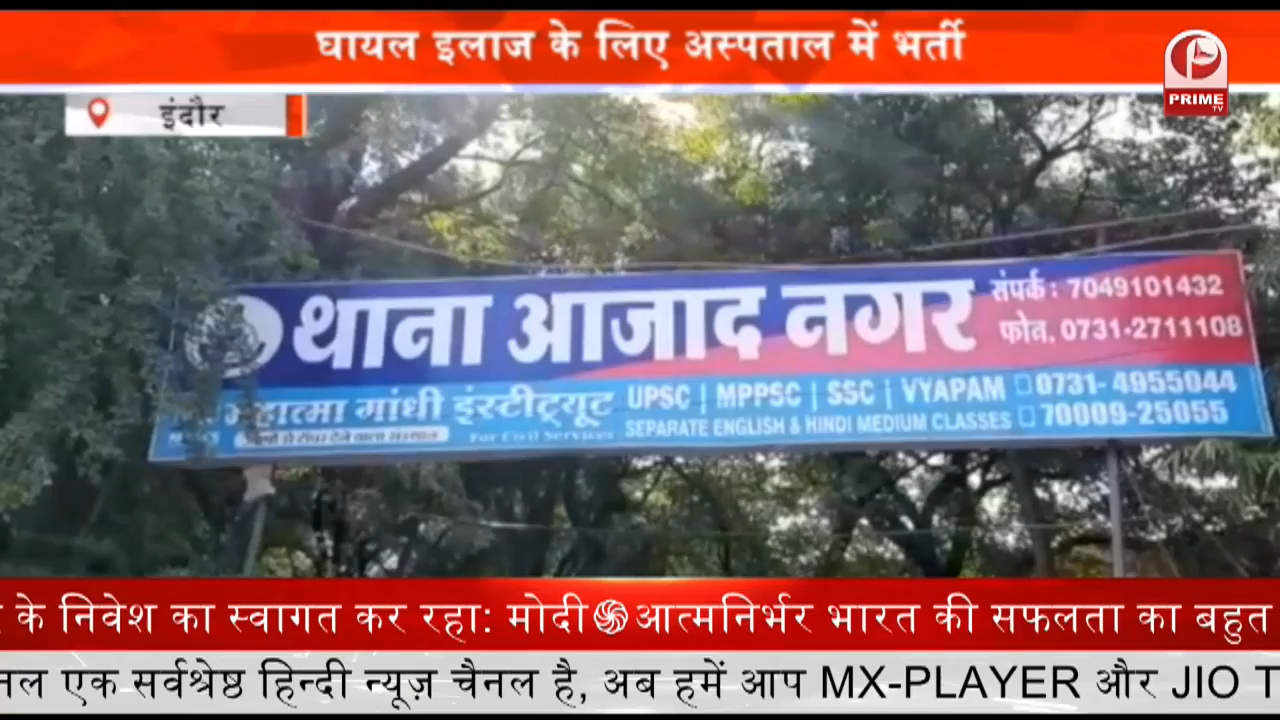 घायल इलाज के लिए अस्पताल में भर्ती
PRIME
TV
इंदौर
थाना आजाद नगर
संपर्क : 7049101432
फोन. 0731-2711108
महात्मा गांधी इंस्टीट्यूट
For Civil Services
UPSC | MPPSC | SSC | VYAPAM 0731-4955044
SEPARATE ENGLISH & HINDI MEDIUM CLASSES 70009-25055
के निवेश का स्वागत कर रहा: मोदी आत्मनिर्भर भारत की सफलता का बहुत
नल एक सर्वश्रेष्ठ हिन्दी न्यूज़ चैनल है, अब हमें आप MX-PLAYER और JIO T